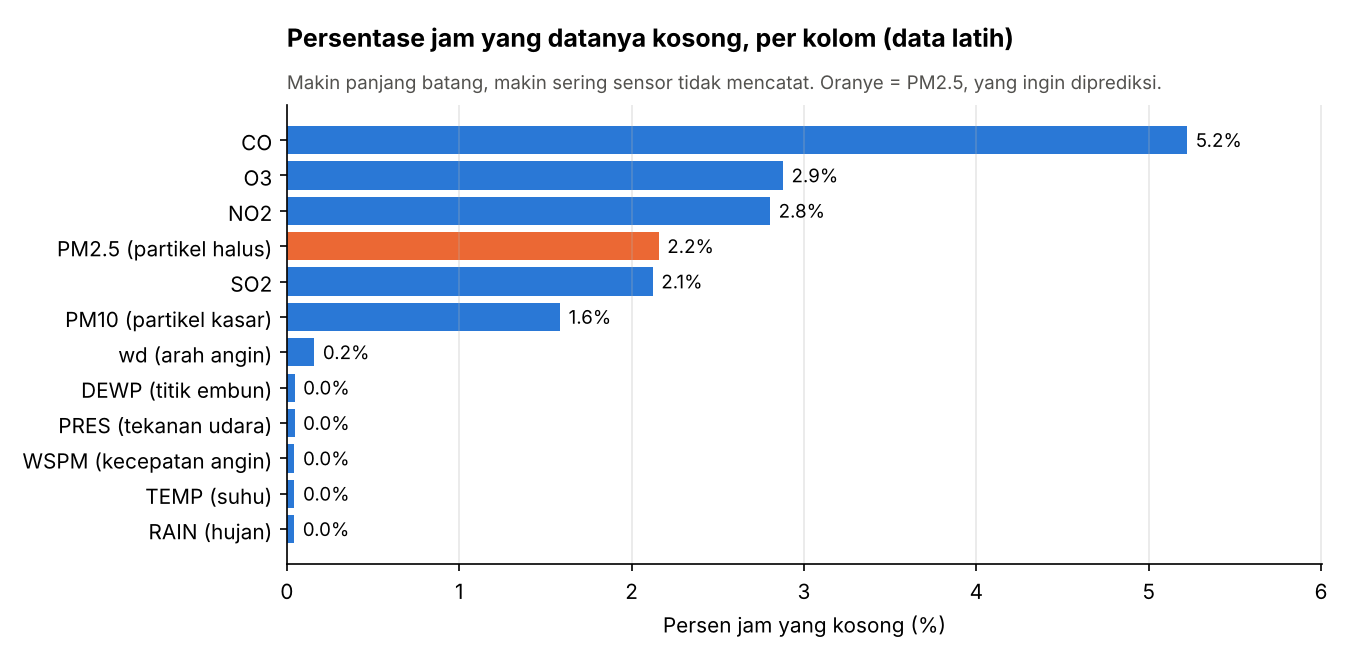 Persentase jam yang datanya kosong, per kolom (data latih)
Makin panjang batang, makin sering sensor tidak mencatat. Oranye = PM2.5, yang ingin diprediksi.
CO 5.2%
O3 2.9%
NO2 2.8%
PM2.5 (partikel halus) 2.2%
SO2 2.1%
PM10 (partikel kasar) 1.6%
wd (arah angin) 0.2%
DEWP (titik embun) 0.0%
PRES (tekanan udara) 0.0%
WSPM (kecepatan angin) 0.0%
TEMP (suhu) 0.0%
RAIN (hujan) 0.0%
0 1 2 3 4 5 6
Persen jam yang kosong (%)